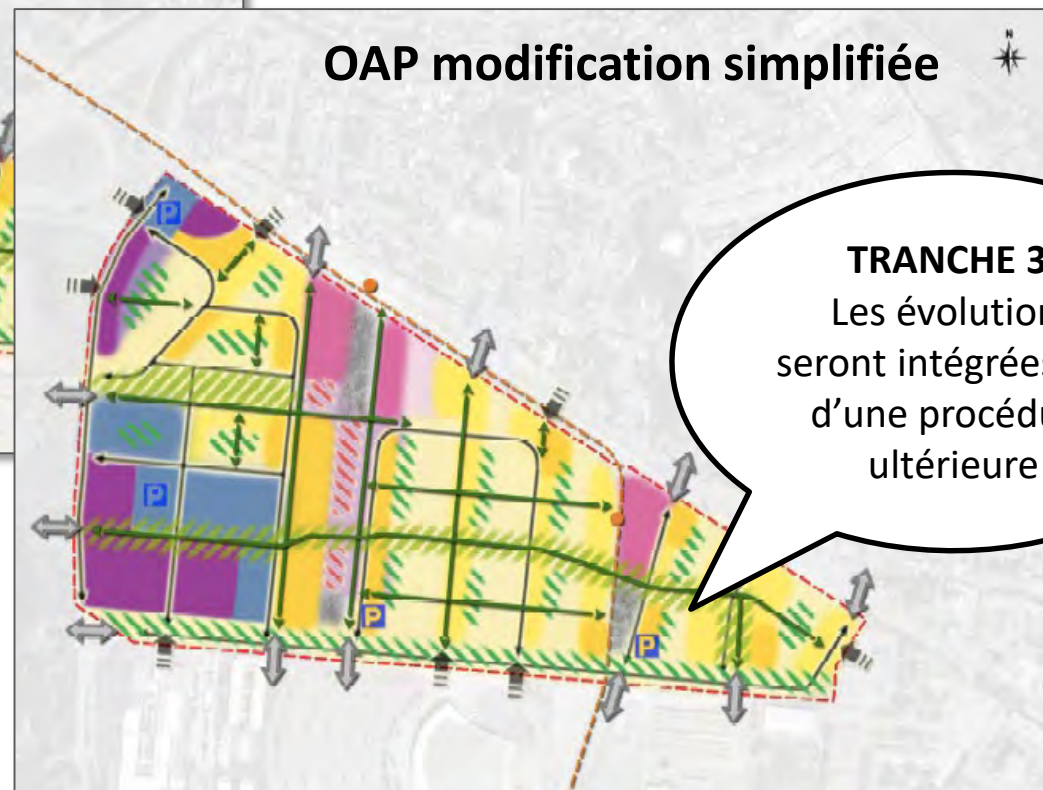 OAP modification simplifiée
N
TRANCHE 3
Les évolution
seront intégrées
d’une procédu
ultérieure
P
P
P
P